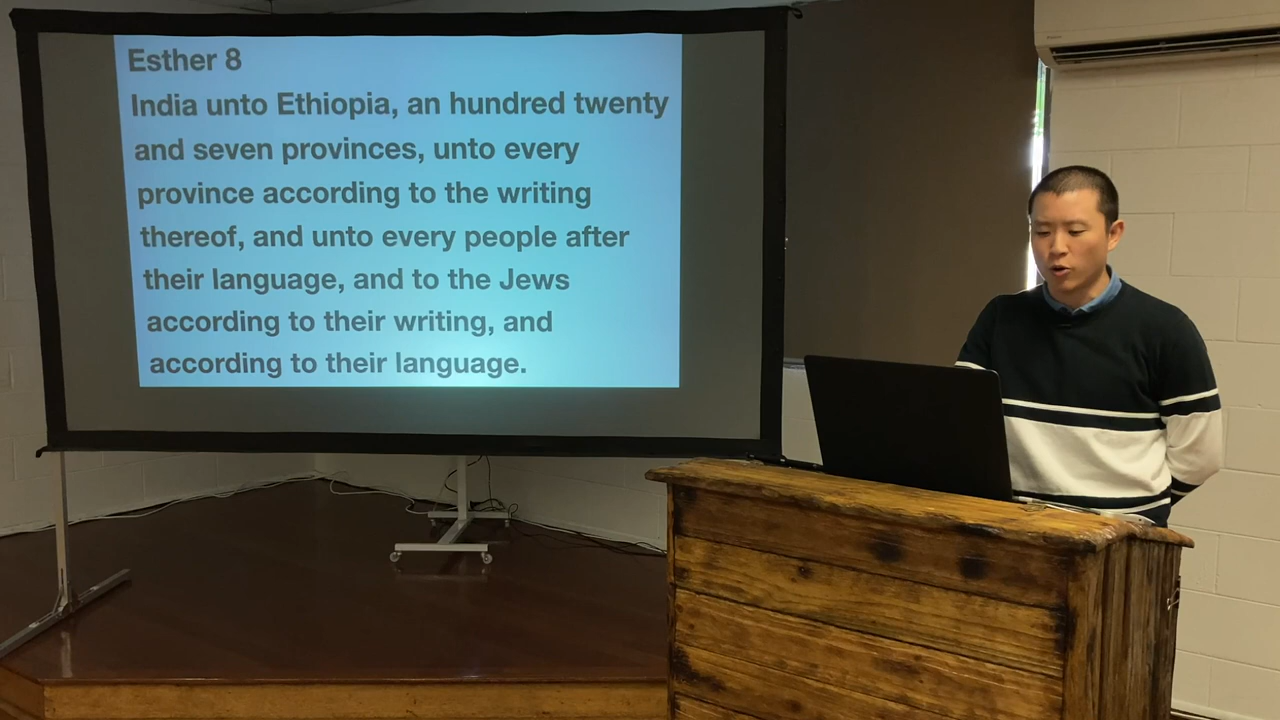 Esther 8
India unto Ethiopia, an hundred twenty
and seven provinces, unto every
province according to the writing
thereof, and unto every people after
their language, and to the Jews
according to their writing, and
according to their language.